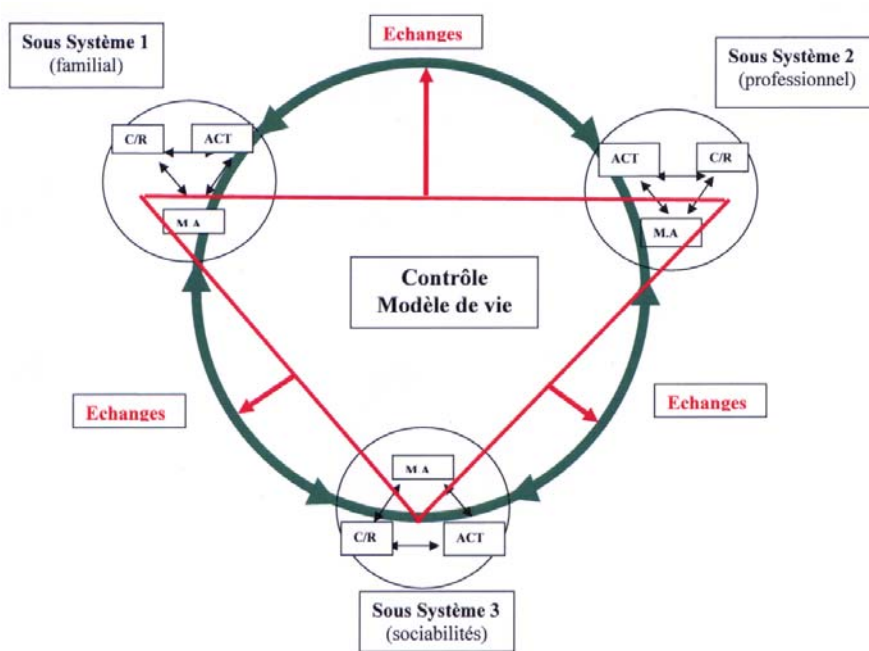 Echanges
Sous Système 1
(familial)
Sous Système 2
(professionnel)
C/R
ACT
M.A
ACT
C/R
M.A
Contrôle
Modèle de vie
Echanges
Echanges
M.A
C/R
ACT
Sous Système 3
(sociabilités)